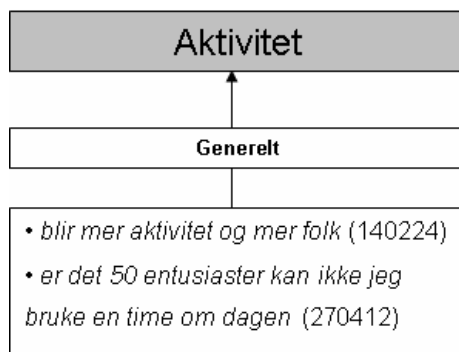 Aktivitet
Generelt
• blir mer aktivitet og mer folk (140224)
• er det 50 entusiaster kan ikke jeg
bruke en time om dagen (270412)